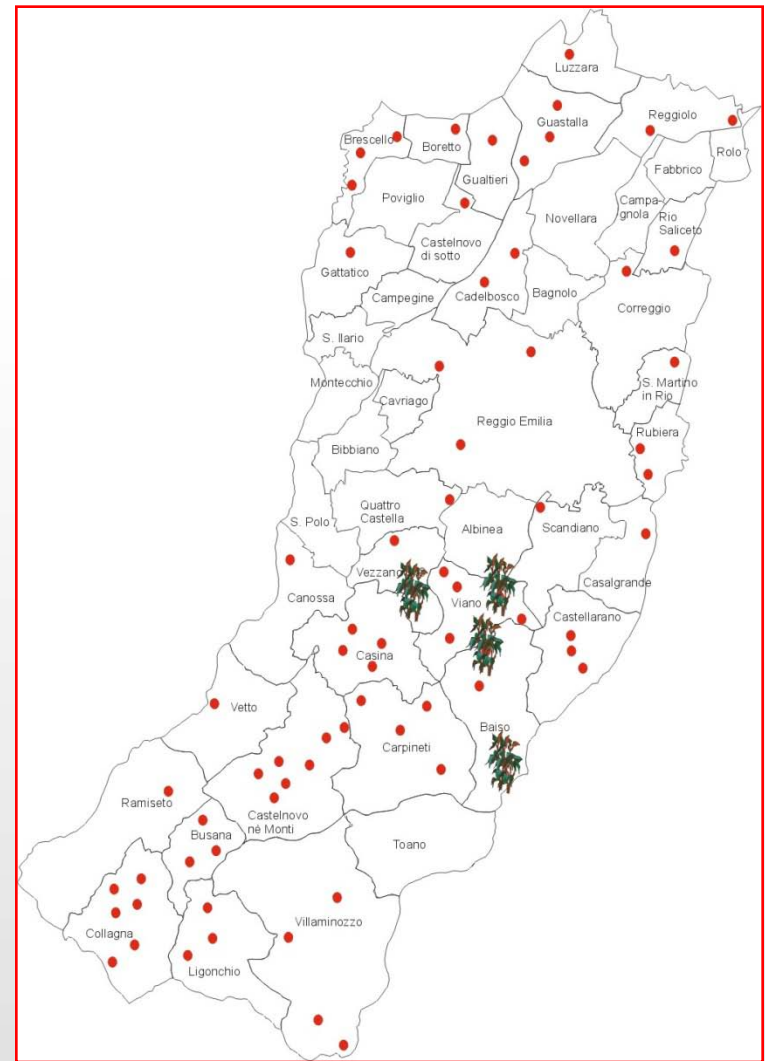 Luzzara
Guastalla
Reggiolo
Brescello
Boretto
Gualtieri
Rolo
Fabbrico
Poviglio
Novellara
Campa-
gnola
Rio
Saliceto
Castelnovo
di sotto
Gattatico
Campegine
Cadelbosco
Bagnolo
Correggio
S. Ilario
Montecchio
Cavriago
S. Martino
in Rio
Reggio Emilia
Rubiera
Bibbiano
Quattro
Castella
S. Polo
Albinea
Scandiano
Vezzano
Casalgrande
Canossa
Viano
Castellarano
Casina
Vetto
Baiso
Carpineti
Ramiseto
Castelnovo
né Monti
Busana
Toano
Villaminozzo
Collagna
Ligonchio